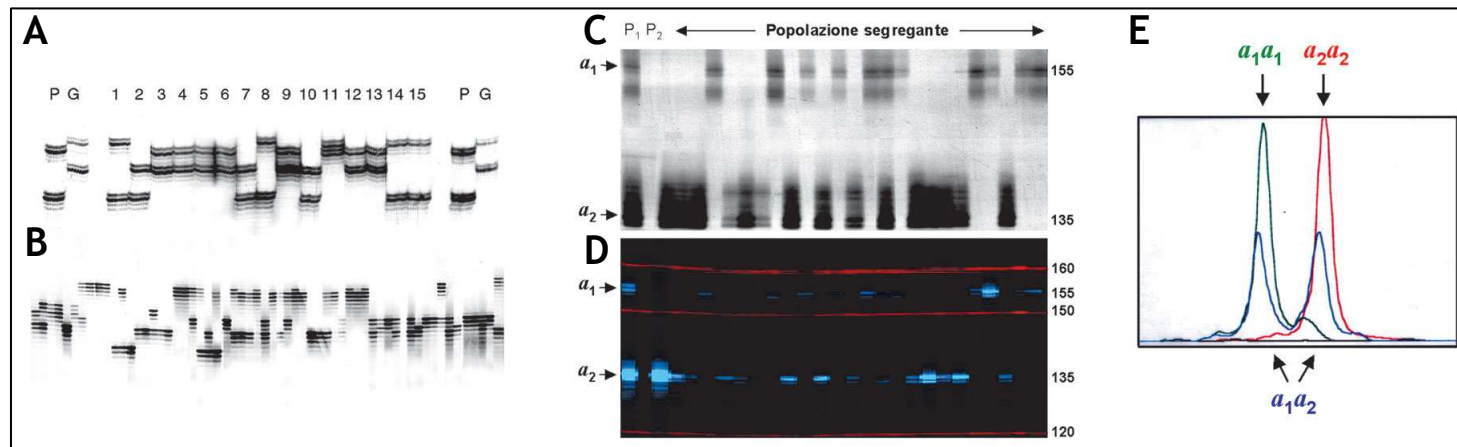 A
P G 1 2 3 4 5 6 7 8 9 10 11 12 13 14 15 P G
B
C
P1 P2 Popolazione segregante
a1 155
a2 135
D
160
a1 155
150
a2 135
120
E
a1a1 a2a2
a1a2